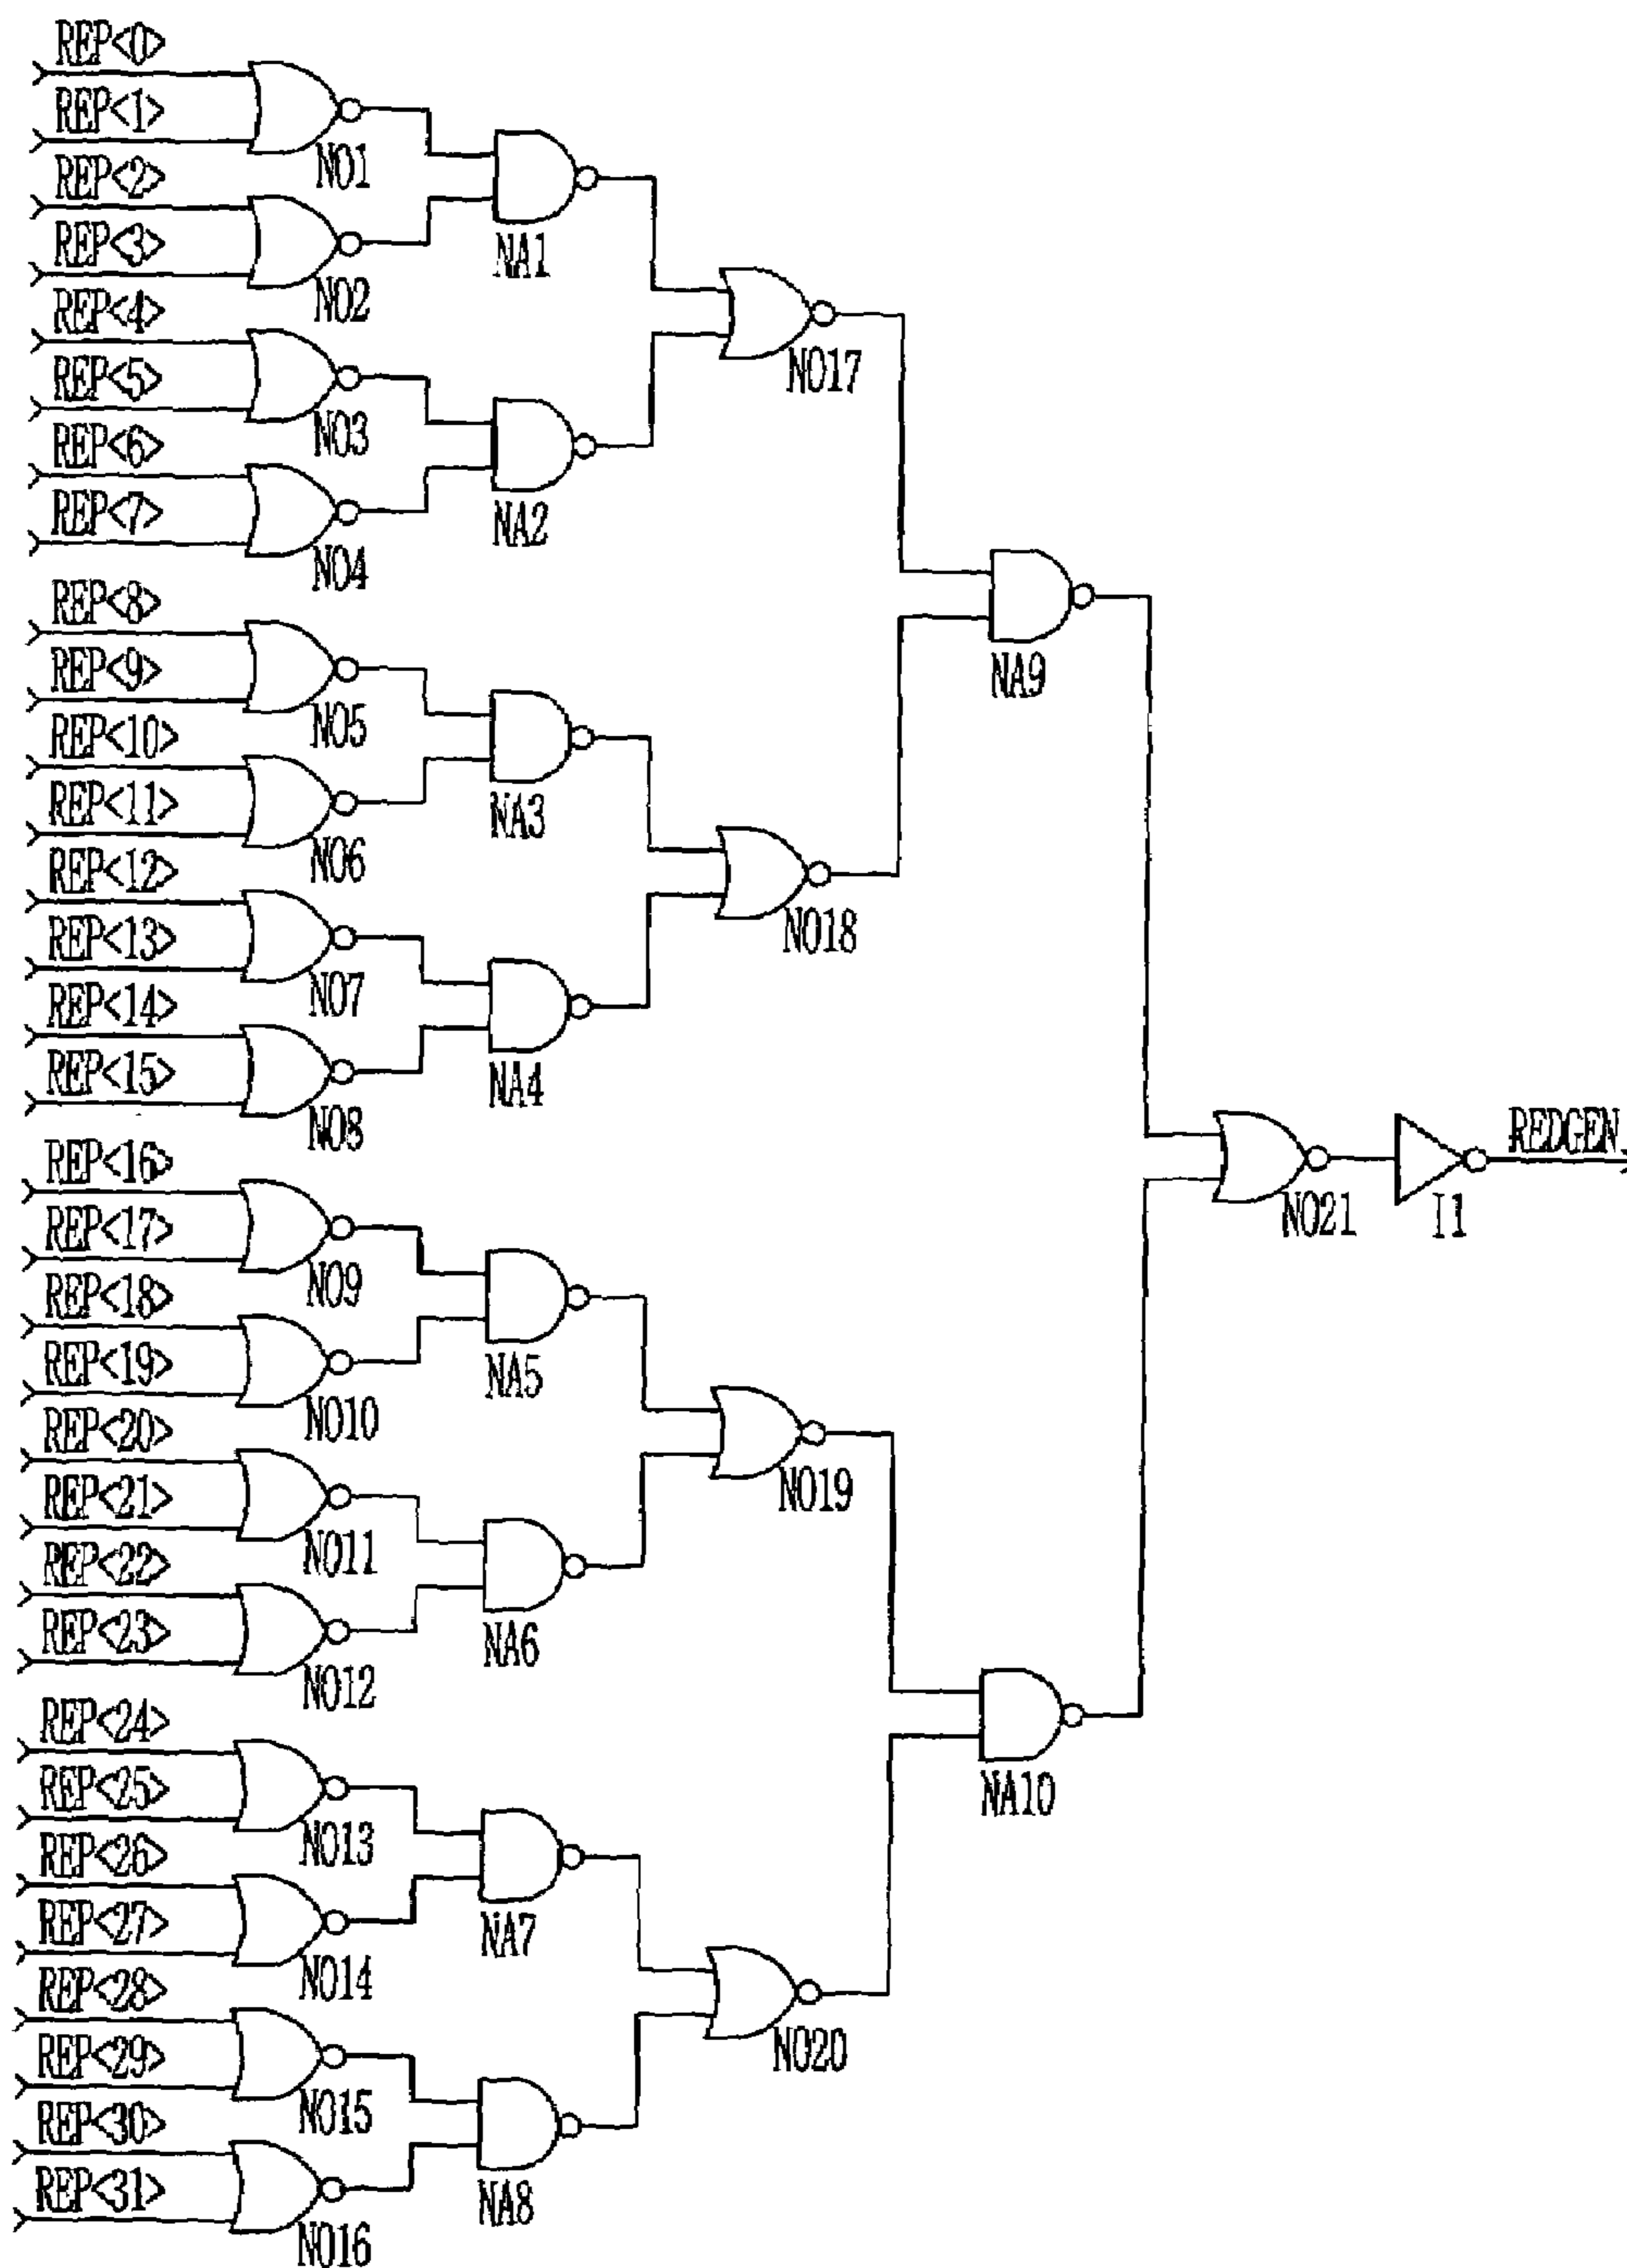 REP<0>
REP<1>
NO1
REP<2>
REP<3>
NO2
NA1
REP<4>
REP<5>
NO3
REP<6>
REP<7>
NO4
NA2
NO17
REP<8>
REP<9>
NO5
REP<10>
REP<11>
NO6
NA3
REP<12>
REP<13>
NO7
REP<14>
REP<15>
NO8
NA4
NO18
NA9
REP<16>
REP<17>
NO9
REP<18>
REP<19>
NO10
NA5
REP<20>
REP<21>
NO11
REP<22>
REP<23>
NO12
NA6
NO19
REP<24>
REP<25>
NO13
REP<26>
REP<27>
NO14
NA7
REP<28>
REP<29>
NO15
REP<30>
REP<31>
NO16
NA8
NO20
NA10
NO21
I1
REDGEN